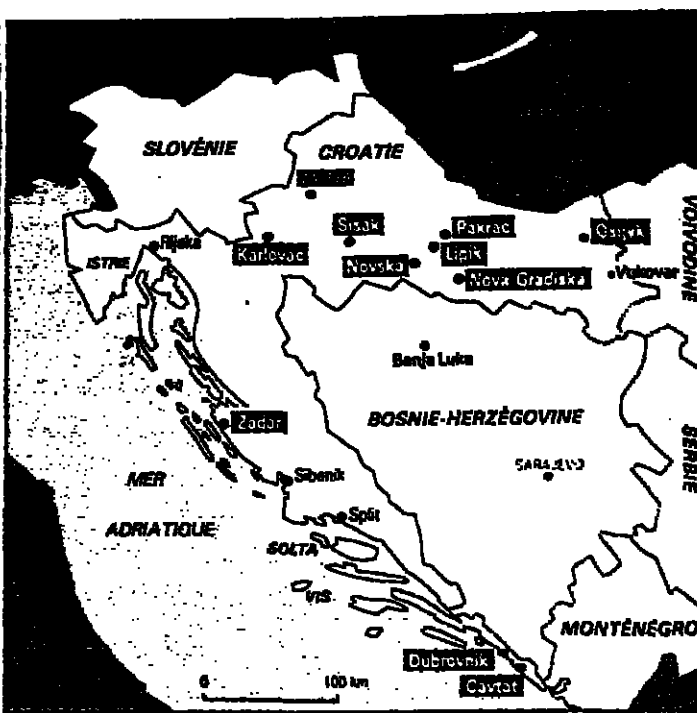 SLOVÉNIE
CROATIE
VOÏVODINE
Sisak
Pakrac
Osijek
Rijeka
Karlovac
Lipik
ISTRIE
Novska
Nova Gradiska
Vukovar
Banja Luka
Zadar
BOSNIE-HERZÉGOVINE
SERBIE
SARAJEVO
MER
ADRIATIQUE
Sibenik
Split
SOLTA
VIS
MONTÉNÉGRO
Dubrovnik
Cavtat
0 100 km